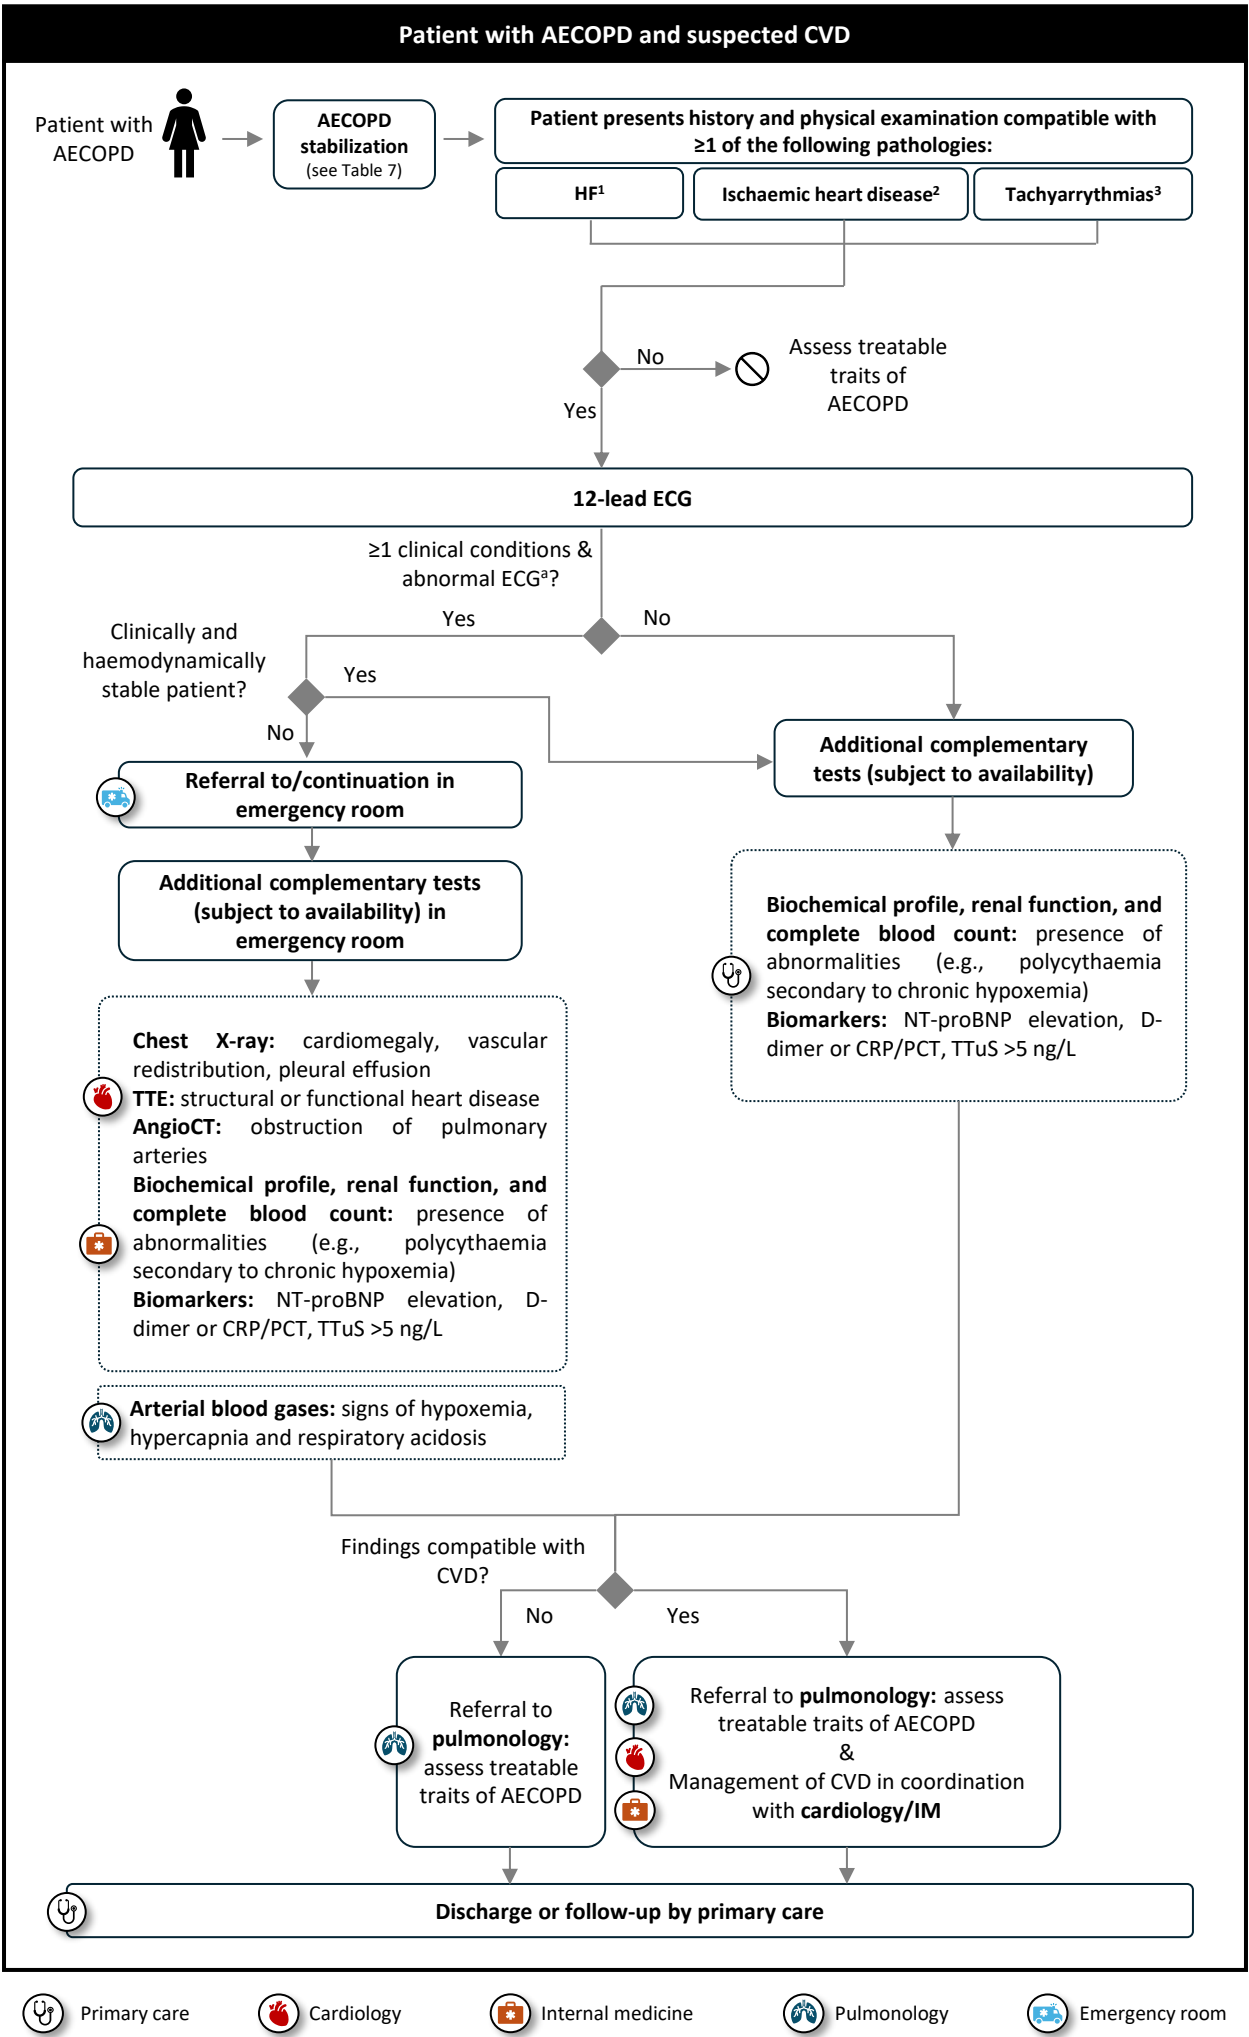 Patient with AECOPD and suspected CVD
Patient with
AECOPD
AECOPD
stabilization
(see Table 7)
Patient presents history and physical examination compatible with
≥1 of the following pathologies:
HF¹
Ischaemic heart disease²
Tachyarrythmias³
No
Assess treatable
traits of
AECOPD
Yes
12-lead ECG
≥1 clinical conditions &
abnormal ECGᵃ?
Yes
No
Clinically and
haemodynamically
stable patient?
Yes
No
Additional complementary
tests (subject to availability)
Referral to/continuation in
emergency room
Additional complementary tests
(subject to availability) in
emergency room
Biochemical profile, renal function, and
complete blood count: presence of
abnormalities (e.g., polycythaemia
secondary to chronic hypoxemia)
Biomarkers: NT-proBNP elevation, D-
dimer or CRP/PCT, TTuS >5 ng/L
Chest X-ray: cardiomegaly, vascular
redistribution, pleural effusion
TTE: structural or functional heart disease
AngioCT: obstruction of pulmonary
arteries
Biochemical profile, renal function, and
complete blood count: presence of
abnormalities (e.g., polycythaemia
secondary to chronic hypoxemia)
Biomarkers: NT-proBNP elevation, D-
dimer or CRP/PCT, TTuS >5 ng/L
Arterial blood gases: signs of hypoxemia,
hypercapnia and respiratory acidosis
Findings compatible with
CVD?
No
Yes
Referral to
pulmonology:
assess treatable
traits of AECOPD
Referral to pulmonology: assess
treatable traits of AECOPD
&
Management of CVD in coordination
with cardiology/IM
Discharge or follow-up by primary care
Primary care
Cardiology
Internal medicine
Pulmonology
Emergency room